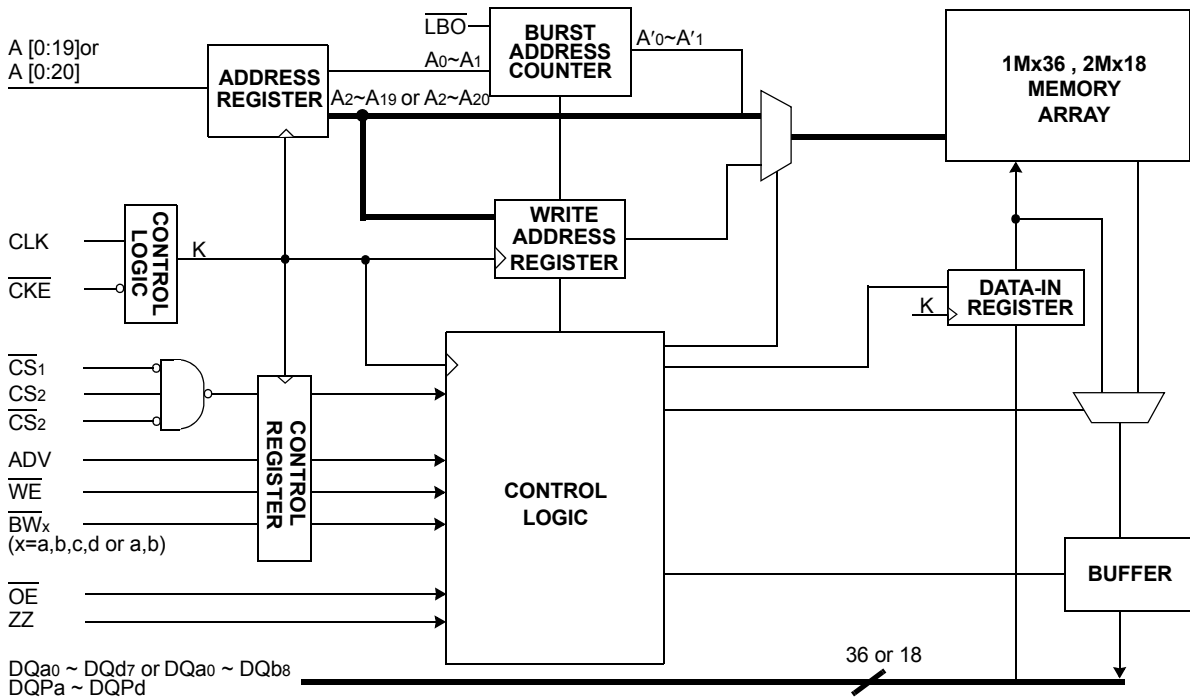 A [0:19]or
A [0:20]
ADDRESS
REGISTER
LBO
A0~A1
A2~A19 or A2~A20
BURST
ADDRESS
COUNTER
A′0~A′1
1Mx36 , 2Mx18
MEMORY
ARRAY
WRITE
ADDRESS
REGISTER
CLK
CKE
CONTROL
LOGIC
K
DATA-IN
REGISTER
K
CS1
CS2
CS2
ADV
WE
BWx
(x=a,b,c,d or a,b)
CONTROL
REGISTER
CONTROL
LOGIC
BUFFER
OE
ZZ
DQa0 ~ DQd7 or DQa0 ~ DQb8
DQPa ~ DQPd
36 or 18